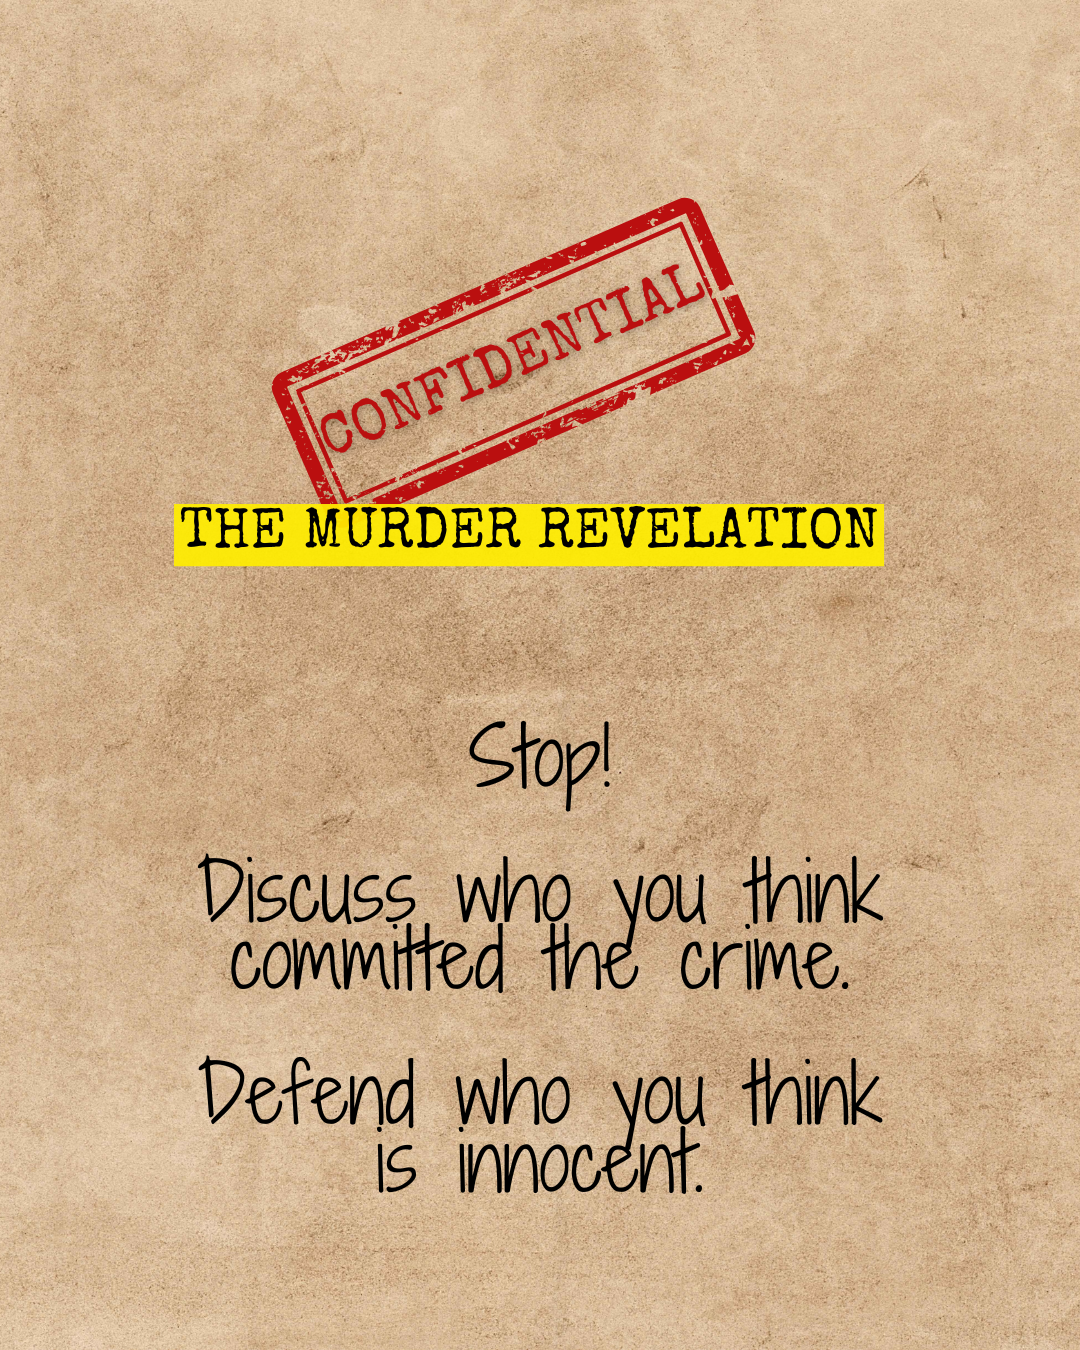 CONFIDENTIAL
THE MURDER REVELATION
Stop!
Discuss who you think
committed the crime.
Defend who you think
is innocent.